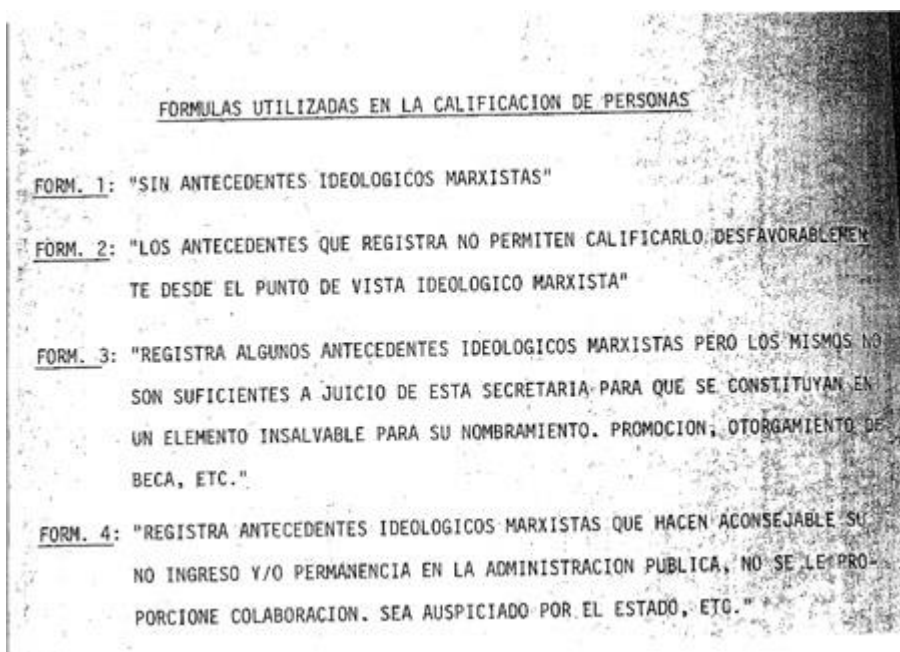 FORMULAS UTILIZADAS EN LA CALIFICACION DE PERSONAS
FORM. 1: "SIN ANTECEDENTES IDEOLOGICOS MARXISTAS"
FORM. 2: "LOS ANTECEDENTES QUE REGISTRA NO PERMITEN CALIFICARLO DESFAVORABLEMEN
TE DESDE EL PUNTO DE VISTA IDEOLOGICO MARXISTA"
FORM. 3: "REGISTRA ALGUNOS ANTECEDENTES IDEOLOGICOS MARXISTAS PERO LOS MISMOS NO
SON SUFICIENTES A JUICIO DE ESTA SECRETARIA PARA QUE SE CONSTITUYAN EN
UN ELEMENTO INSALVABLE PARA SU NOMBRAMIENTO. PROMOCION, OTORGAMIENTO DE
BECA, ETC."
FORM. 4: "REGISTRA ANTECEDENTES IDEOLOGICOS MARXISTAS QUE HACEN ACONSEJABLE SU
NO INGRESO Y/O PERMANENCIA EN LA ADMINISTRACION PUBLICA, NO SE LE PRO-
PORCIONE COLABORACION. SEA AUSPICIADO POR EL ESTADO, ETC."